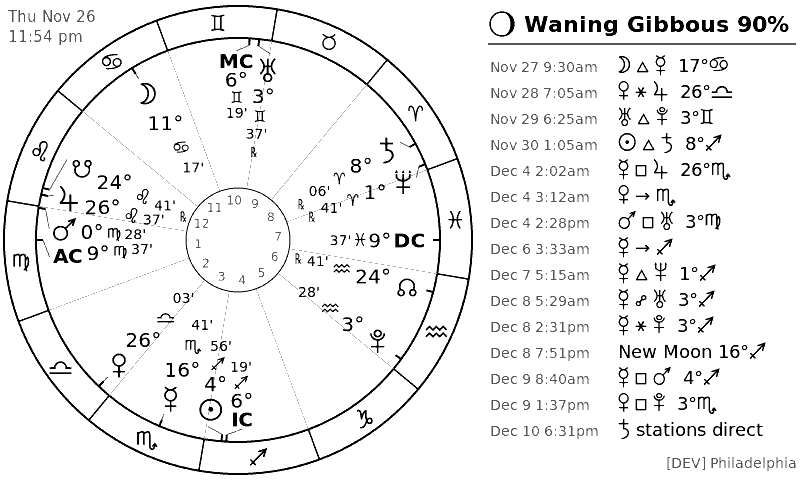 Thu Nov 26
11:54 pm
Waning Gibbous 90%
Nov 27 9:30am ☽ △ ☿ 17°♋
Nov 28 7:05am ♀ ⚹ ♃ 26°♎
Nov 29 6:25am ♅ △ ⯓ 3°♊
Nov 30 1:05am ☉ △ ♄ 8°♐
Dec 4 2:02am ☿ □ ♃ 26°♏
Dec 4 3:12am ♀ → ♏
Dec 4 2:28pm ♂ □ ♅ 3°♍
Dec 6 3:33am ☿ → ♐
Dec 7 5:15am ☿ △ ♆ 1°♐
Dec 8 5:29am ☿ ☍ ♅ 3°♐
Dec 8 2:31pm ☿ ⚹ ⯓ 3°♐
Dec 8 7:51pm New Moon 16°♐
Dec 9 8:40am ☿ □ ♂ 4°♐
Dec 9 1:37pm ♀ □ ⯓ 3°♏
Dec 10 6:31pm ♄ stations direct
[DEV] Philadelphia
MC 6° ♊ 19'
♅ 3° ♊ 37' ℞
☽ 11° ♋ 17'
☋ 24° ♌ 41' ℞
♃ 26° ♌ 37'
♂ 0° ♍ 28'
AC 9° ♍ 37'
♀ 26° ♎ 03'
☿ 16° ♏ 41'
☉ 4° ♐ 56'
IC 6° ♐ 19'
⯓ 3° ♒ 28'
☊ 24° ♒ 41' ℞
DC 9° ♓ 37'
♆ 1° ♈ 41' ℞
♄ 8° ♈ 06' ℞
1
2
3
4
5
6
7
8
9
10
11
12
♈
♉
♊
♋
♌
♍
♎
♏
♐
♑
♒
♓